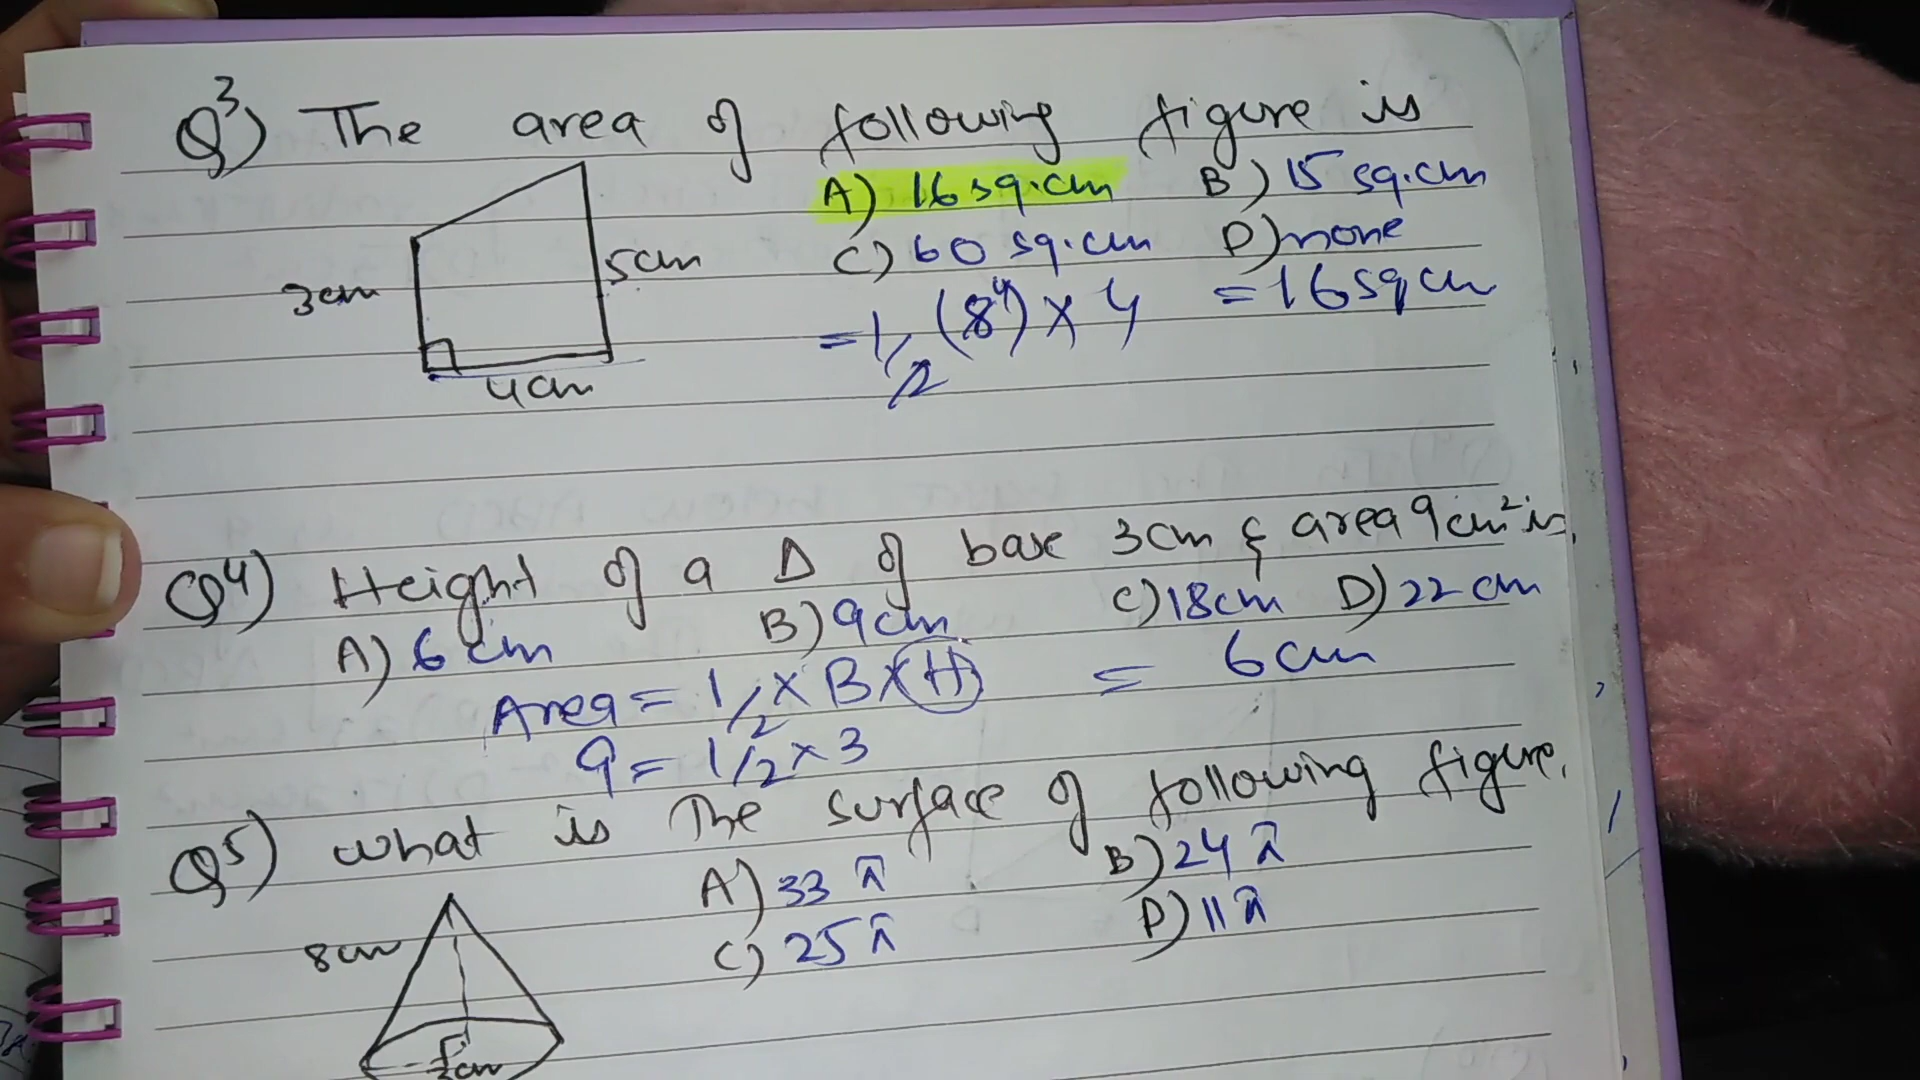 Q3) The area of following figure is
A) 16 sq.cm B) 15 sq.cm
3cm 5cm C) 60 sq.cm D) none
= 1/2 (8⁴) x 4 = 16 sq cm
4cm
Q4) Height of a Δ of base 3cm & area 9cm² is.
A) 6 cm B) 9cm C) 18cm D) 22 cm
Area = 1/2 x B x H = 6 cm
9 = 1/2 x 3
Q5) what is the surface of following figure.
A) 33 π B) 24 π
8cm C) 25 π D) 11 π
3cm